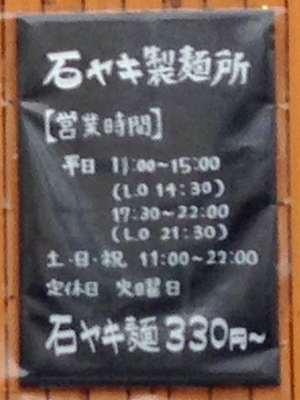 石ヤキ製麺所
[営業時間]
平日 11:00~15:00
(L.O 14:30)
17:30~22:00
(L.O 21:30)
土・日・祝 11:00~22:00
定休日 火曜日
石ヤキ麺330円~